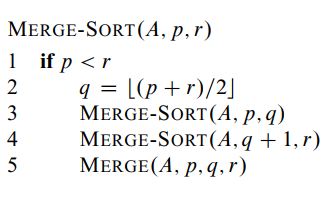 MERGE-SORT(A, p, r)
1 if p < r
2 q = ⌊(p + r)/2⌋
3 MERGE-SORT(A, p, q)
4 MERGE-SORT(A, q + 1, r)
5 MERGE(A, p, q, r)